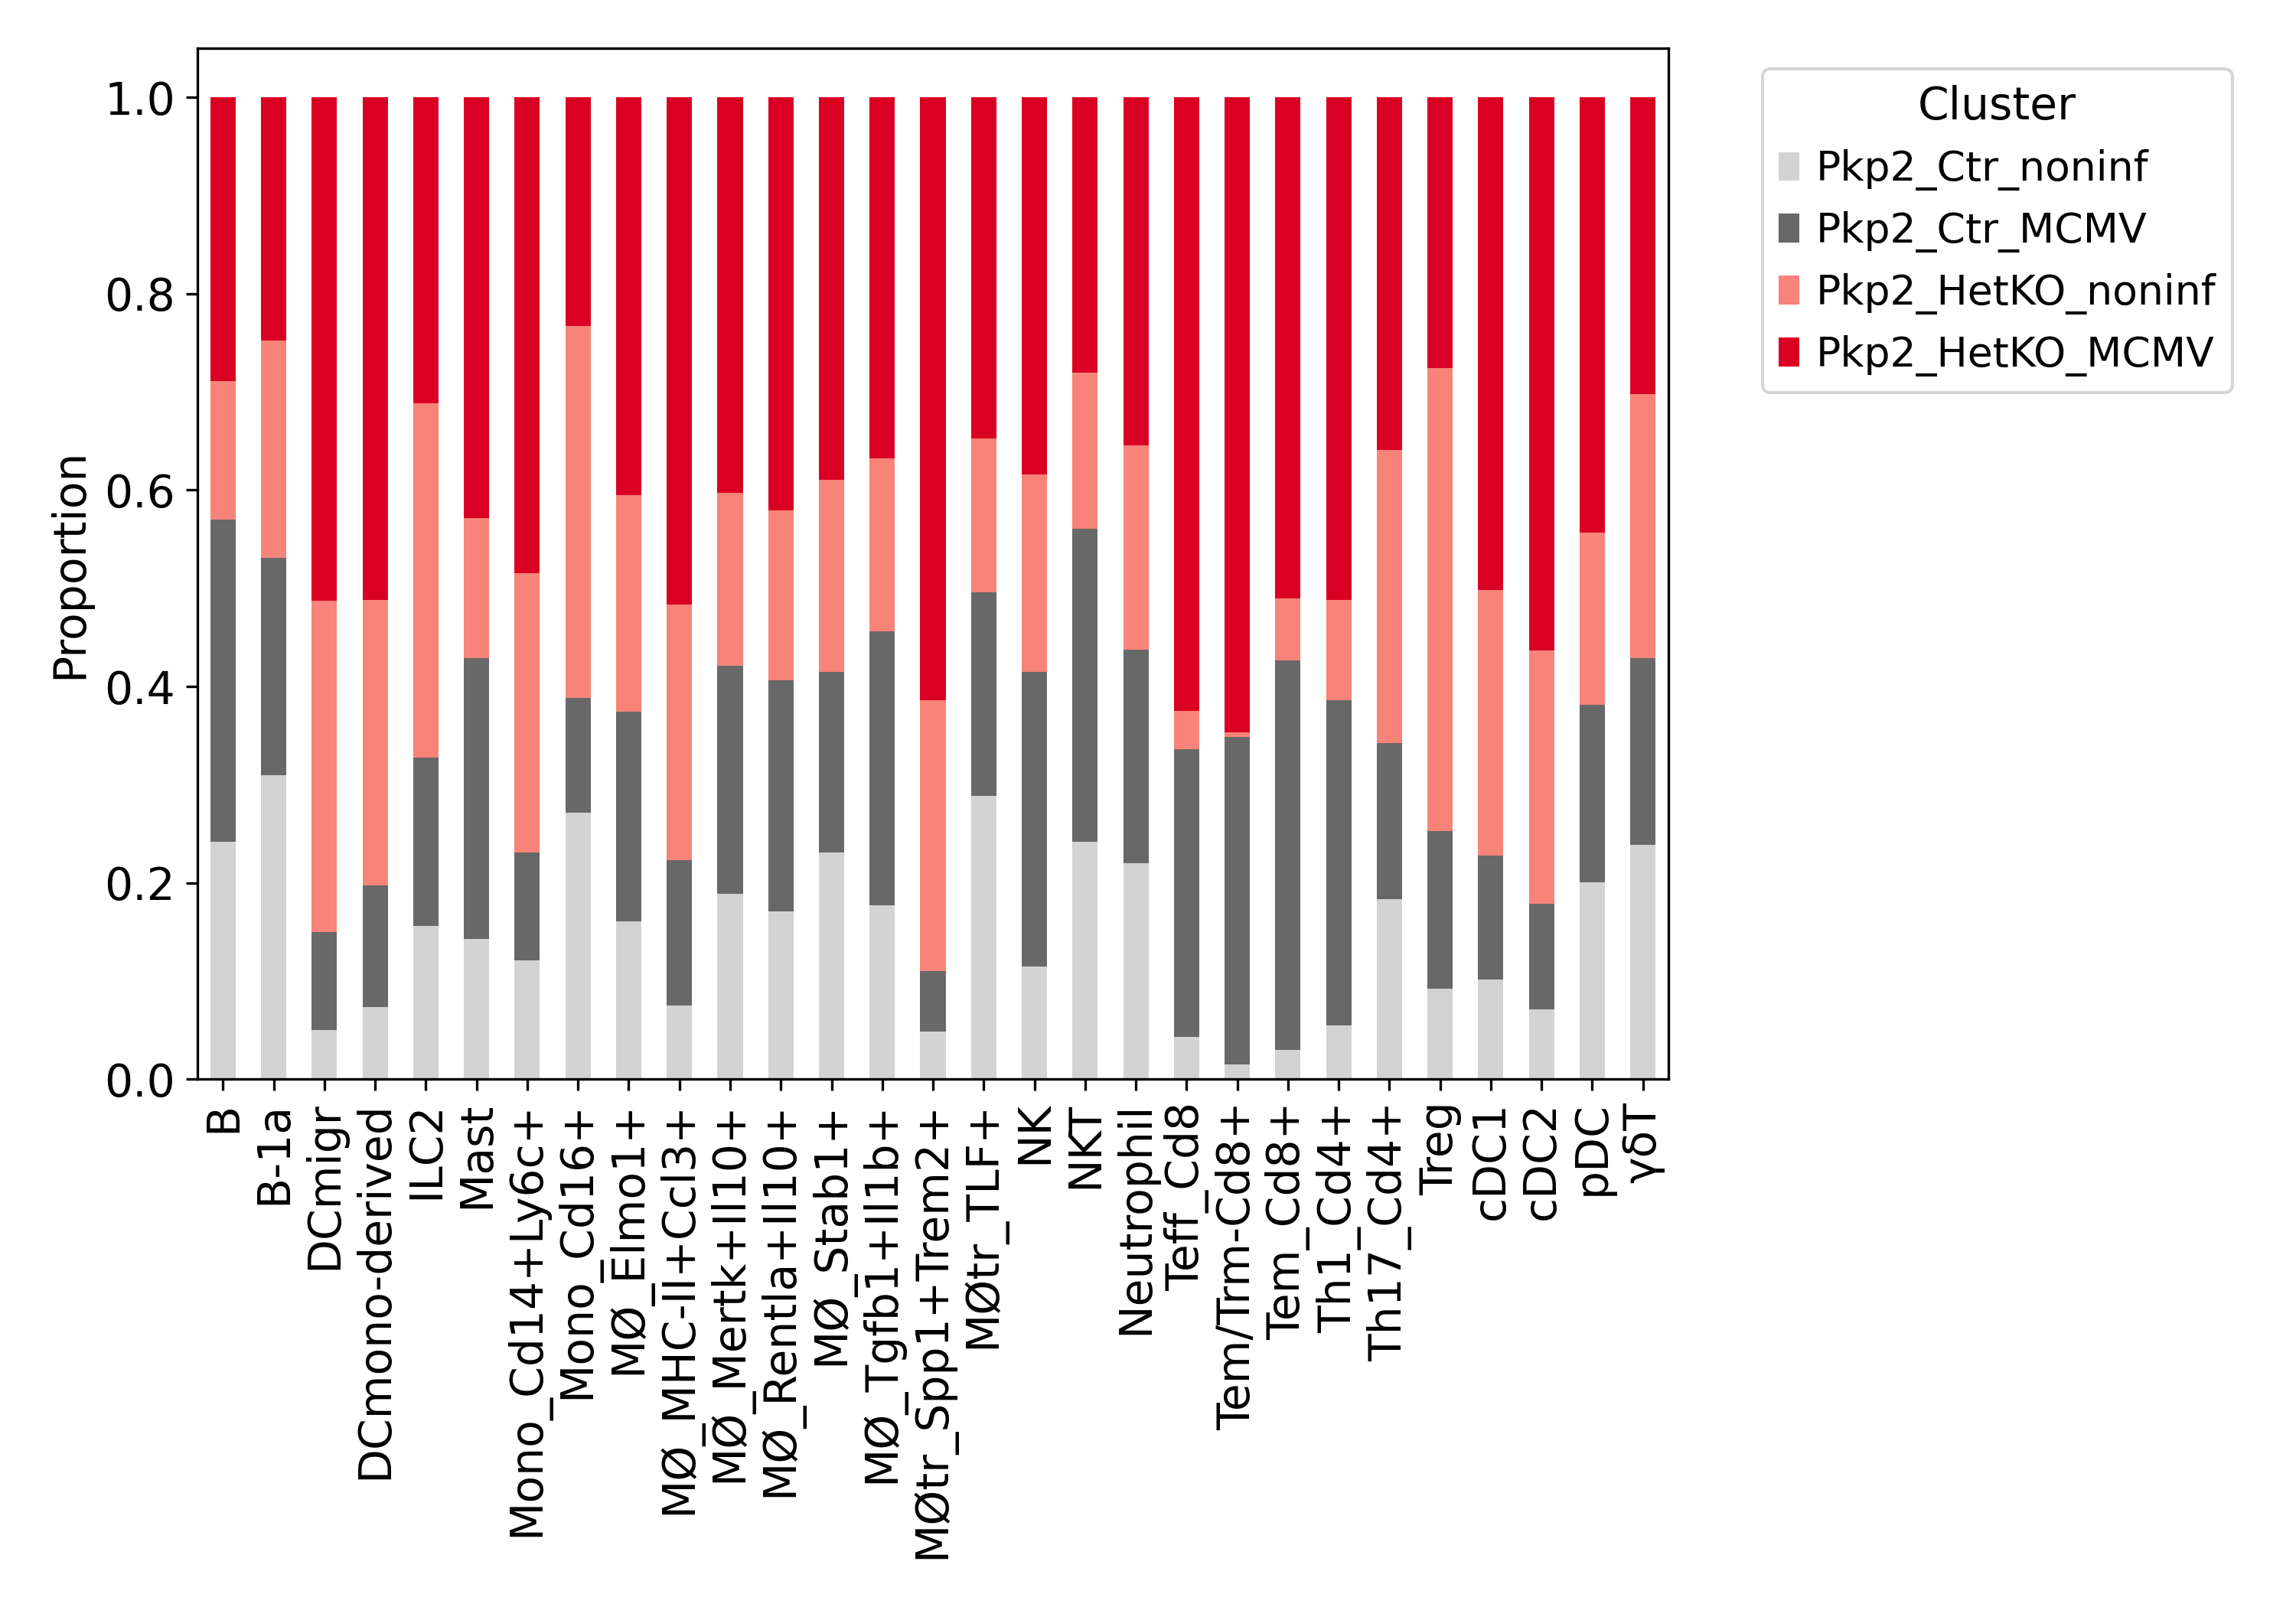 Proportion
1.0
0.8
0.6
0.4
0.2
0.0
B
B-1a
DCmigr
DCmono-derived
ILC2
Mast
Mono_Cd14+Ly6c+
Mono_Cd16+
MØ_Elmo1+
MØ_MHC-II+Ccl3+
MØ_Mertk+Il10+
MØ_Rentla+Il10+
MØ_Stab1+
MØ_Tgfb1+Il1b+
MØtr_Spp1+Trem2+
MØtr_TLF+
NK
NKT
Neutrophil
Teff_Cd8
Tem/Trm-Cd8+
Tem_Cd8+
Th1_Cd4+
Th17_Cd4+
Treg
cDC1
cDC2
pDC
γδT
Cluster
Pkp2_Ctr_noninf
Pkp2_Ctr_MCMV
Pkp2_HetKO_noninf
Pkp2_HetKO_MCMV